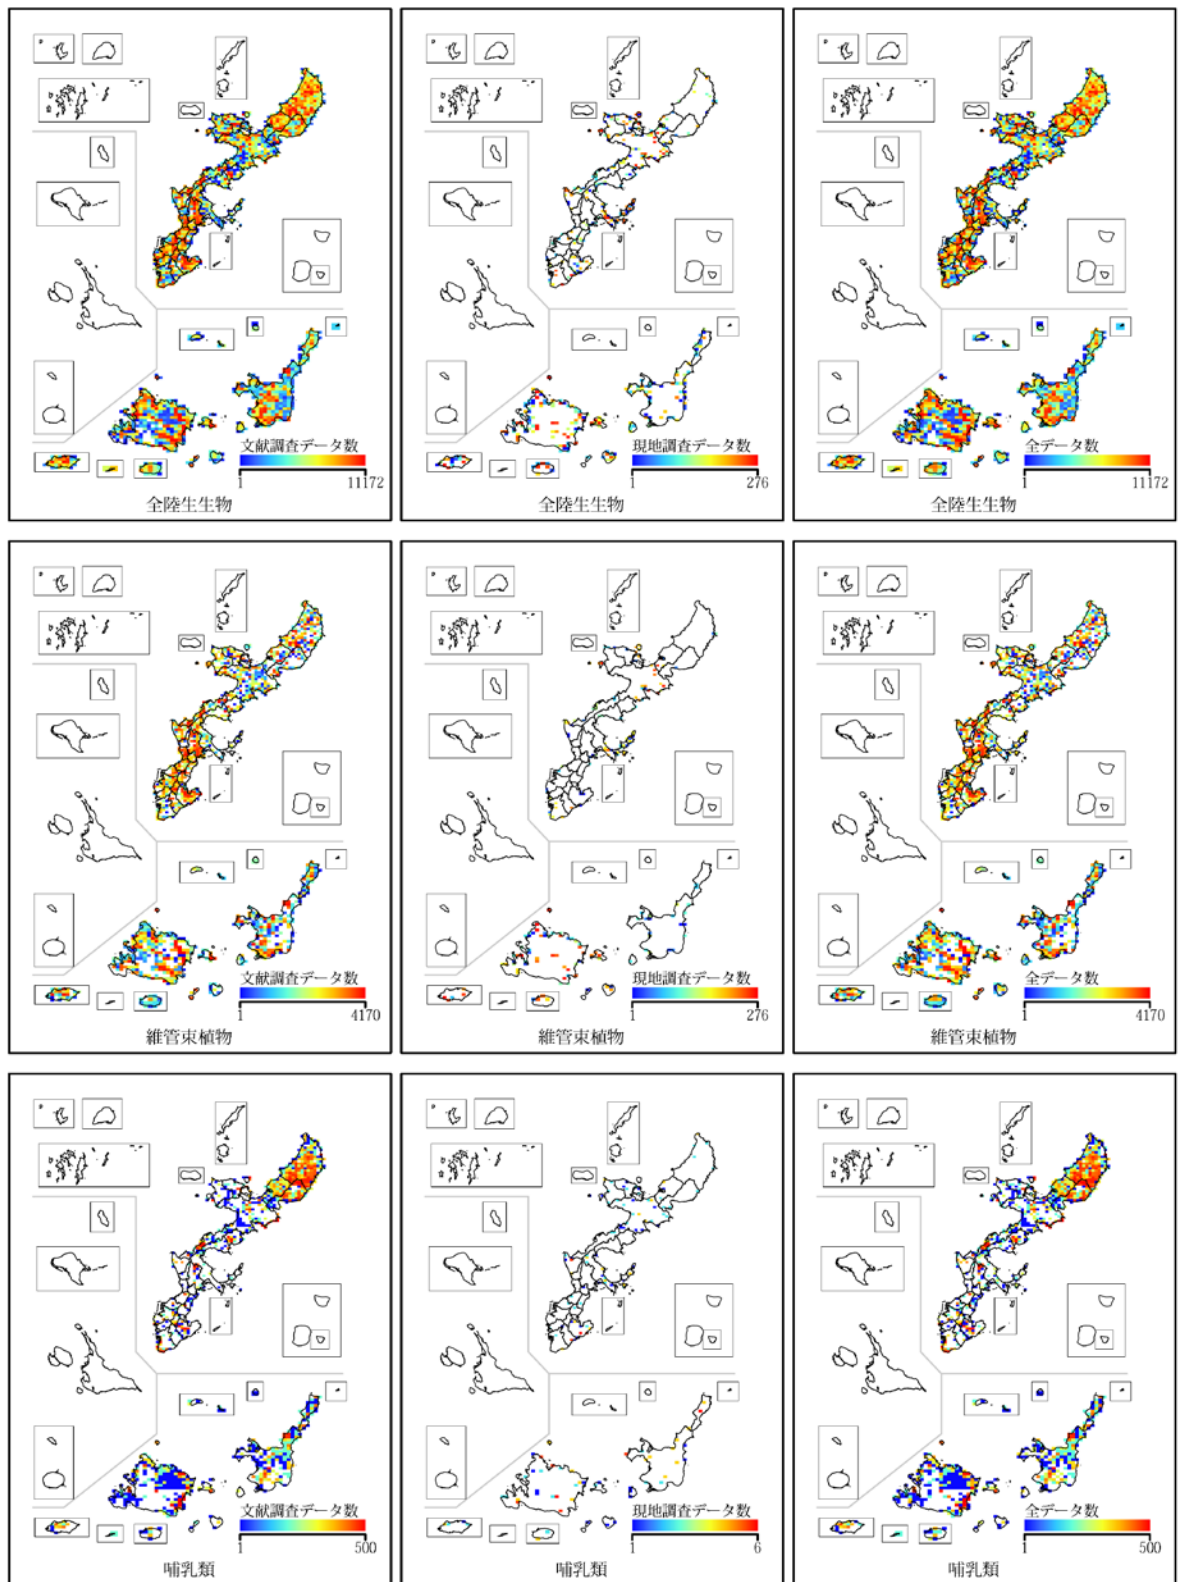 文献調査データ数
1 11172
全陸生生物
現地調査データ数
1 276
全陸生生物
全データ数
1 11172
全陸生生物
文献調査データ数
1 4170
維管束植物
現地調査データ数
1 276
維管束植物
全データ数
1 4170
維管束植物
文献調査データ数
1 500
哺乳類
現地調査データ数
1 6
哺乳類
全データ数
1 500
哺乳類